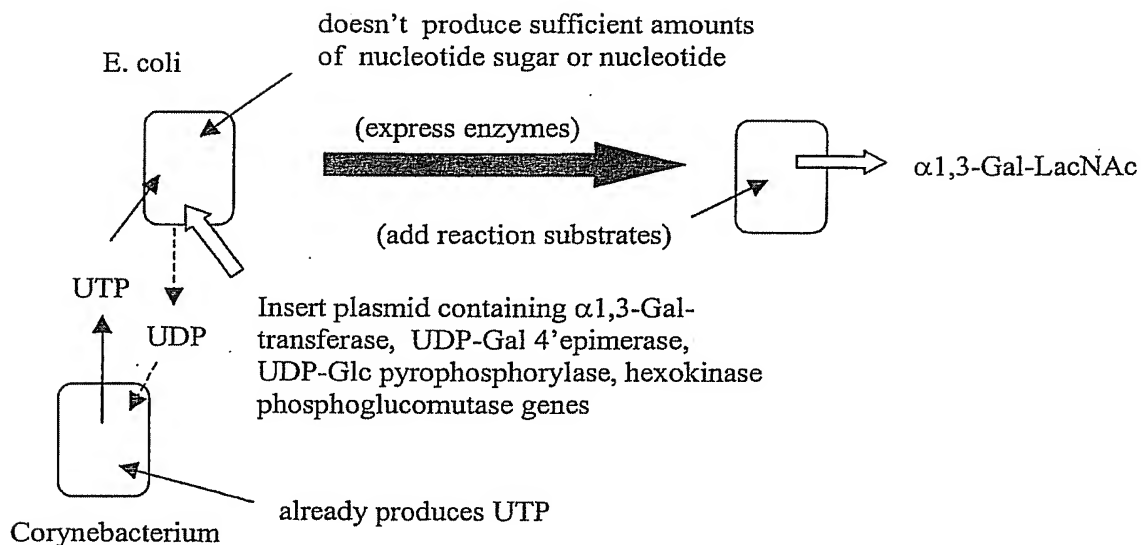 doesn't produce sufficient amounts
of nucleotide sugar or nucleotide
E. coli
(express enzymes)
α1,3-Gal-LacNAc
(add reaction substrates)
UTP
UDP
Insert plasmid containing α1,3-Gal-
transferase, UDP-Gal 4'epimerase,
UDP-Glc pyrophosphorylase, hexokinase
phosphoglucomutase genes
already produces UTP
Corynebacterium